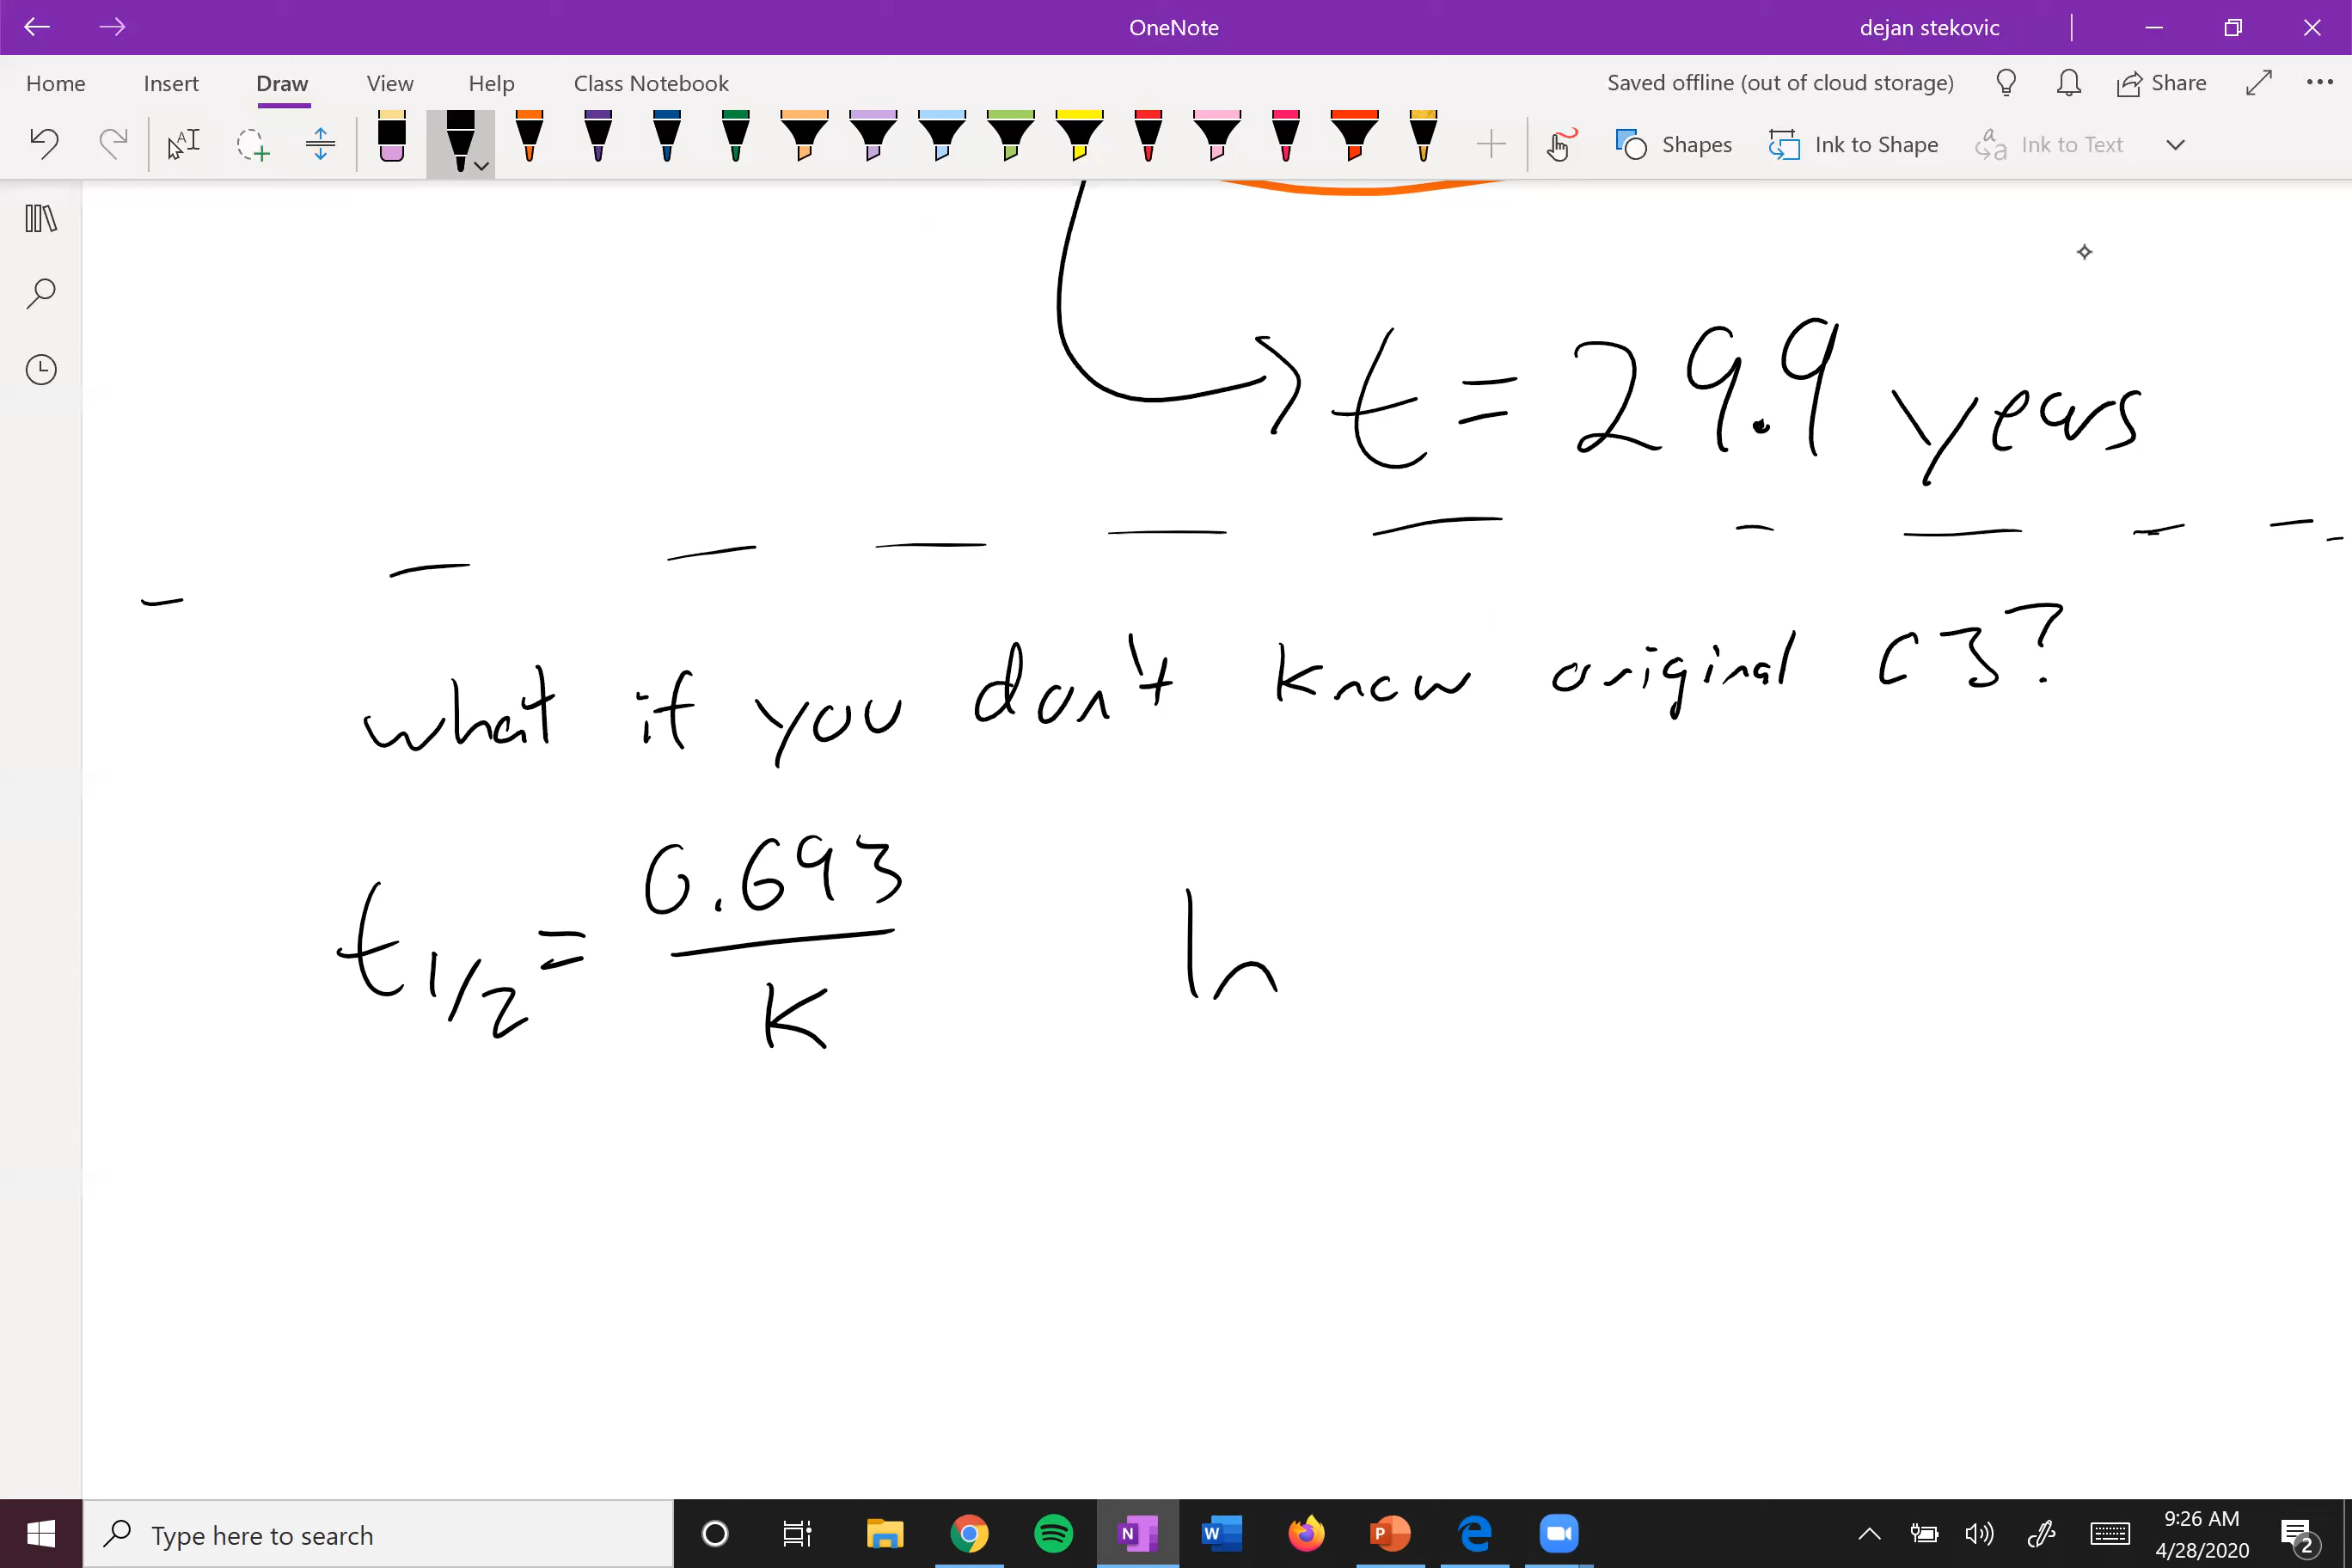 OneNote
dejan stekovic
Home Insert Draw View Help Class Notebook
Saved offline (out of cloud storage) Share
Shapes Ink to Shape Ink to Text
t = 29.9 years
what if you don't know original C3?
t1/2 = 0.693/K
ln
Type here to search
9:26 AM
4/28/2020
2